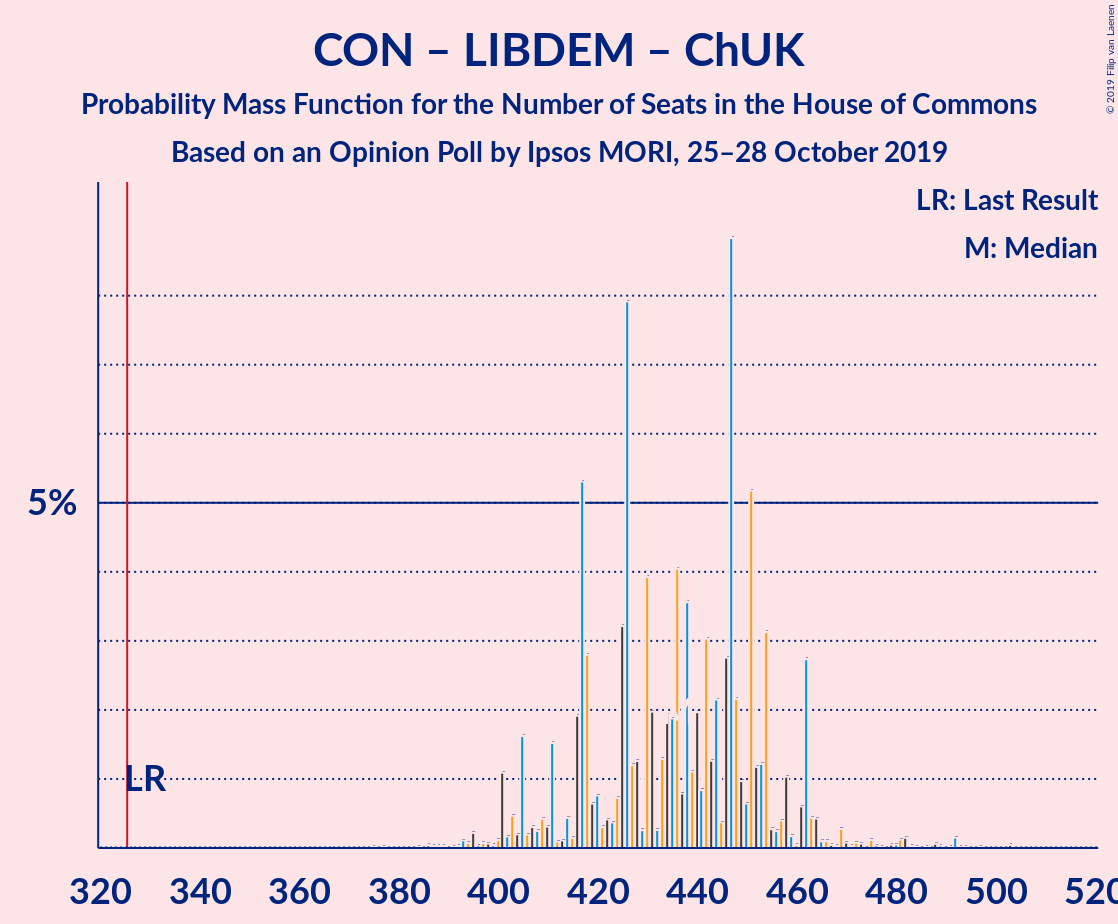 CON – LIBDEM – ChUK
Probability Mass Function for the Number of Seats in the House of Commons
Based on an Opinion Poll by Ipsos MORI, 25–28 October 2019
© 2019 Filip van Laenen
LR: Last Result
M: Median
5%
LR
320 340 360 380 400 420 440 460 480 500 520